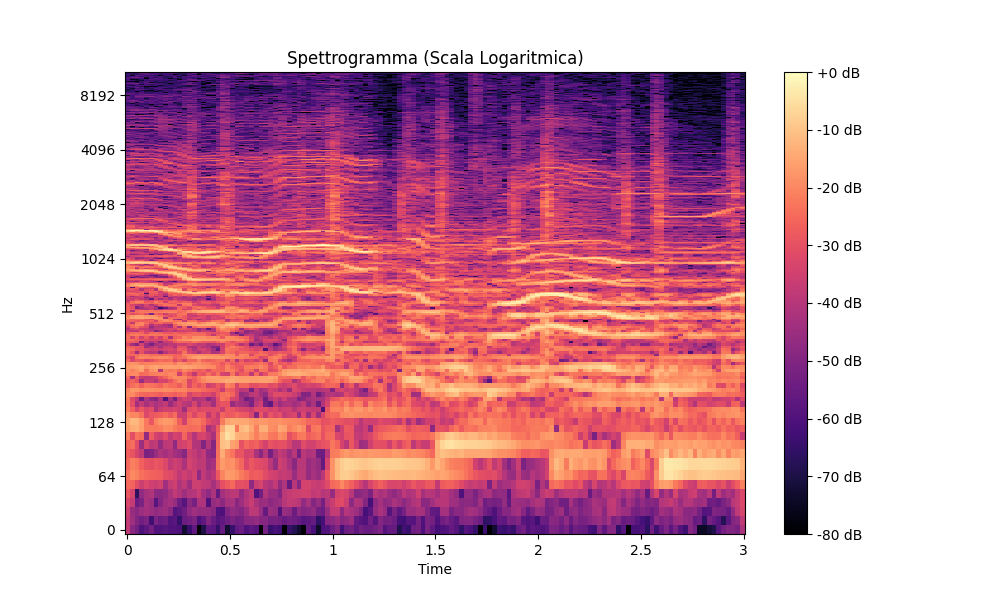 Spettrogramma (Scala Logaritmica)
8192
4096
2048
1024
512
256
128
64
0
Hz
0 0.5 1 1.5 2 2.5 3
Time
+0 dB
-10 dB
-20 dB
-30 dB
-40 dB
-50 dB
-60 dB
-70 dB
-80 dB